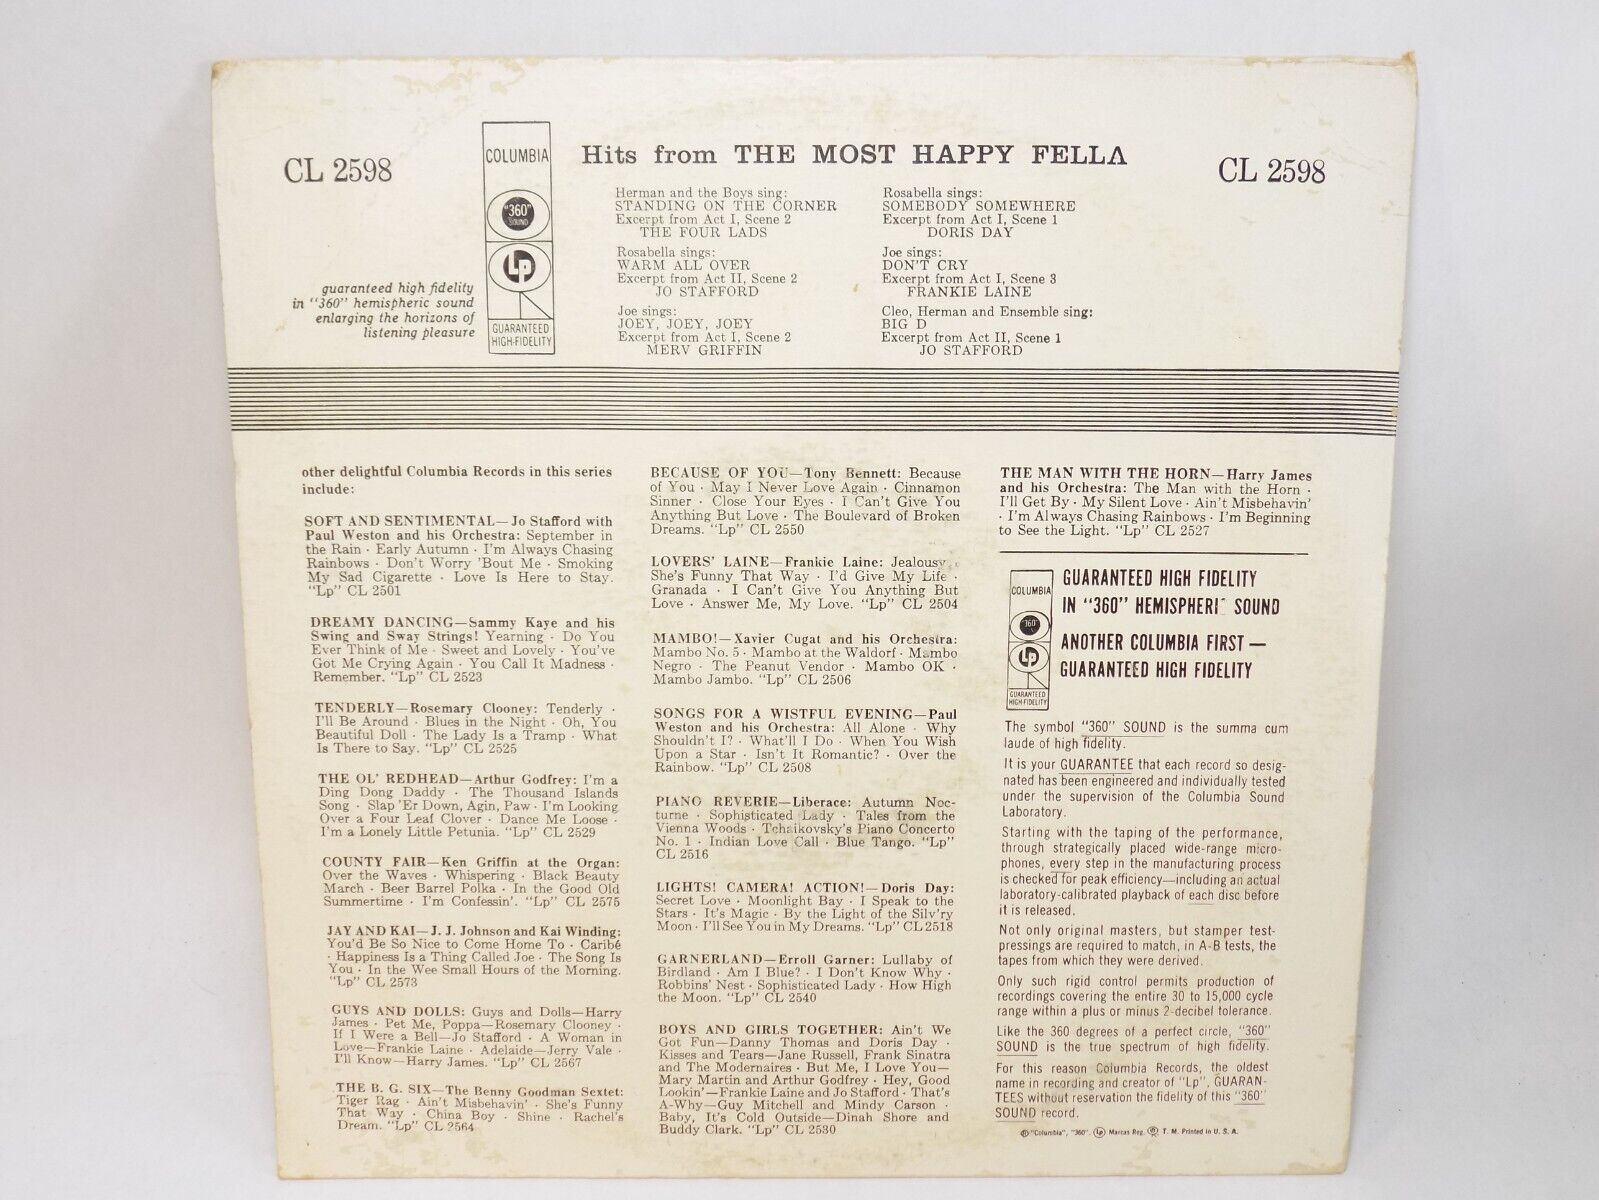 CL 2598
COLUMBIA
"360"
SOUND
Lp
GUARANTEED
HIGH-FIDELITY
guaranteed high fidelity
in "360" hemispheric sound
enlarging the horizons of
listening pleasure
Hits from THE MOST HAPPY FELLA
CL 2598
Herman and the Boys sing:
STANDING ON THE CORNER
Excerpt from Act I, Scene 2
THE FOUR LADS
Rosabella sings:
WARM ALL OVER
Excerpt from Act II, Scene 2
JO STAFFORD
Joe sings:
JOEY, JOEY, JOEY
Excerpt from Act I, Scene 2
MERV GRIFFIN
Rosabella sings:
SOMEBODY SOMEWHERE
Excerpt from Act I, Scene 1
DORIS DAY
Joe sings:
DON'T CRY
Excerpt from Act I, Scene 3
FRANKIE LAINE
Cleo, Herman and Ensemble sing:
BIG D
Excerpt from Act II, Scene 1
JO STAFFORD
other delightful Columbia Records in this series
include:
SOFT AND SENTIMENTAL—Jo Stafford with
Paul Weston and his Orchestra: September in
the Rain · Early Autumn · I'm Always Chasing
Rainbows · Don't Worry 'Bout Me · Smoking
My Sad Cigarette · Love Is Here to Stay.
"Lp" CL 2501
DREAMY DANCING—Sammy Kaye and his
Swing and Sway Strings! Yearning · Do You
Ever Think of Me · Sweet and Lovely · You've
Got Me Crying Again · You Call It Madness ·
Remember. "Lp" CL 2523
TENDERLY—Rosemary Clooney: Tenderly ·
I'll Be Around · Blues in the Night · Oh, You
Beautiful Doll · The Lady Is a Tramp · What
Is There to Say. "Lp" CL 2525
THE OL' REDHEAD—Arthur Godfrey: I'm a
Ding Dong Daddy · The Thousand Islands
Song · Slap 'Er Down, Agin, Paw · I'm Looking
Over a Four Leaf Clover · Dance Me Loose ·
I'm a Lonely Little Petunia. "Lp" CL 2529
COUNTY FAIR—Ken Griffin at the Organ:
Over the Waves · Whispering · Black Beauty
March · Beer Barrel Polka · In the Good Old
Summertime · I'm Confessin'. "Lp" CL 2575
JAY AND KAI—J. J. Johnson and Kai Winding:
You'd Be So Nice to Come Home To · Caribé
· Happiness Is a Thing Called Joe · The Song Is
You · In the Wee Small Hours of the Morning.
"Lp" CL 2573
GUYS AND DOLLS: Guys and Dolls—Harry
James · Pet Me, Poppa—Rosemary Clooney ·
If I Were a Bell—Jo Stafford · A Woman in
Love—Frankie Laine · Adelaide—Jerry Vale ·
I'll Know—Harry James. "Lp" CL 2567
THE B. G. SIX—The Benny Goodman Sextet:
Tiger Rag · Ain't Misbehavin' · She's Funny
That Way · China Boy · Shine · Rachel's
Dream. "Lp" CL 2564
BECAUSE OF YOU—Tony Bennett: Because
of You · May I Never Love Again · Cinnamon
Sinner · Close Your Eyes · I Can't Give You
Anything But Love · The Boulevard of Broken
Dreams. "Lp" CL 2550
LOVERS' LAINE—Frankie Laine: Jealousy
She's Funny That Way · I'd Give My Life ·
Granada · I Can't Give You Anything But
Love · Answer Me, My Love. "Lp" CL 2504
MAMBO!—Xavier Cugat and his Orchestra:
Mambo No. 5 · Mambo at the Waldorf · Mambo
Negro · The Peanut Vendor · Mambo OK ·
Mambo Jambo. "Lp" CL 2506
SONGS FOR A WISTFUL EVENING—Paul
Weston and his Orchestra: All Alone · Why
Shouldn't I? · What'll I Do · When You Wish
Upon a Star · Isn't It Romantic? · Over the
Rainbow. "Lp" CL 2508
PIANO REVERIE—Liberace: Autumn Noc-
turne · Sophisticated Lady · Tales from the
Vienna Woods · Tchaikovsky's Piano Concerto
No. 1 · Indian Love Call · Blue Tango. "Lp"
CL 2516
LIGHTS! CAMERA! ACTION!—Doris Day:
Secret Love · Moonlight Bay · I Speak to the
Stars · It's Magic · By the Light of the Silv'ry
Moon · I'll See You in My Dreams. "Lp" CL 2518
GARNERLAND—Erroll Garner: Lullaby of
Birdland · Am I Blue? · I Don't Know Why ·
Robbins' Nest · Sophisticated Lady · How High
the Moon. "Lp" CL 2540
BOYS AND GIRLS TOGETHER: Ain't We
Got Fun—Danny Thomas and Doris Day ·
Kisses and Tears—Jane Russell, Frank Sinatra
and The Modernaires · But Me, I Love You—
Mary Martin and Arthur Godfrey · Hey, Good
Lookin'—Frankie Laine and Jo Stafford · That's
A-Why—Guy Mitchell and Mindy Carson ·
Baby, It's Cold Outside—Dinah Shore and
Buddy Clark. "Lp" CL 2530
THE MAN WITH THE HORN—Harry James
and his Orchestra: The Man with the Horn ·
I'll Get By · My Silent Love · Ain't Misbehavin'
· I'm Always Chasing Rainbows · I'm Beginning
to See the Light. "Lp" CL 2527
COLUMBIA
360
Lp
GUARANTEED
HIGH-FIDELITY
GUARANTEED HIGH FIDELITY
IN "360" HEMISPHERI SOUND
ANOTHER COLUMBIA FIRST—
GUARANTEED HIGH FIDELITY
The symbol "360" SOUND is the summa cum
laude of high fidelity.
It is your GUARANTEE that each record so desig-
nated has been engineered and individually tested
under the supervision of the Columbia Sound
Laboratory.
Starting with the taping of the performance,
through strategically placed wide-range micro-
phones, every step in the manufacturing process
is checked for peak efficiency—including an actual
laboratory-calibrated playback of each disc before
it is released.
Not only original masters, but stamper test-
pressings are required to match, in A-B tests, the
tapes from which they were derived.
Only such rigid control permits production of
recordings covering the entire 30 to 15,000 cycle
range within a plus or minus 2-decibel tolerance.
Like the 360 degrees of a perfect circle, "360"
SOUND is the true spectrum of high fidelity.
For this reason Columbia Records, the oldest
name in recording and creator of "Lp", GUARAN-
TEES without reservation the fidelity of this "360"
SOUND record.
® "Columbia", "360". Lp Marcas Reg. T. M. Printed in U. S. A.